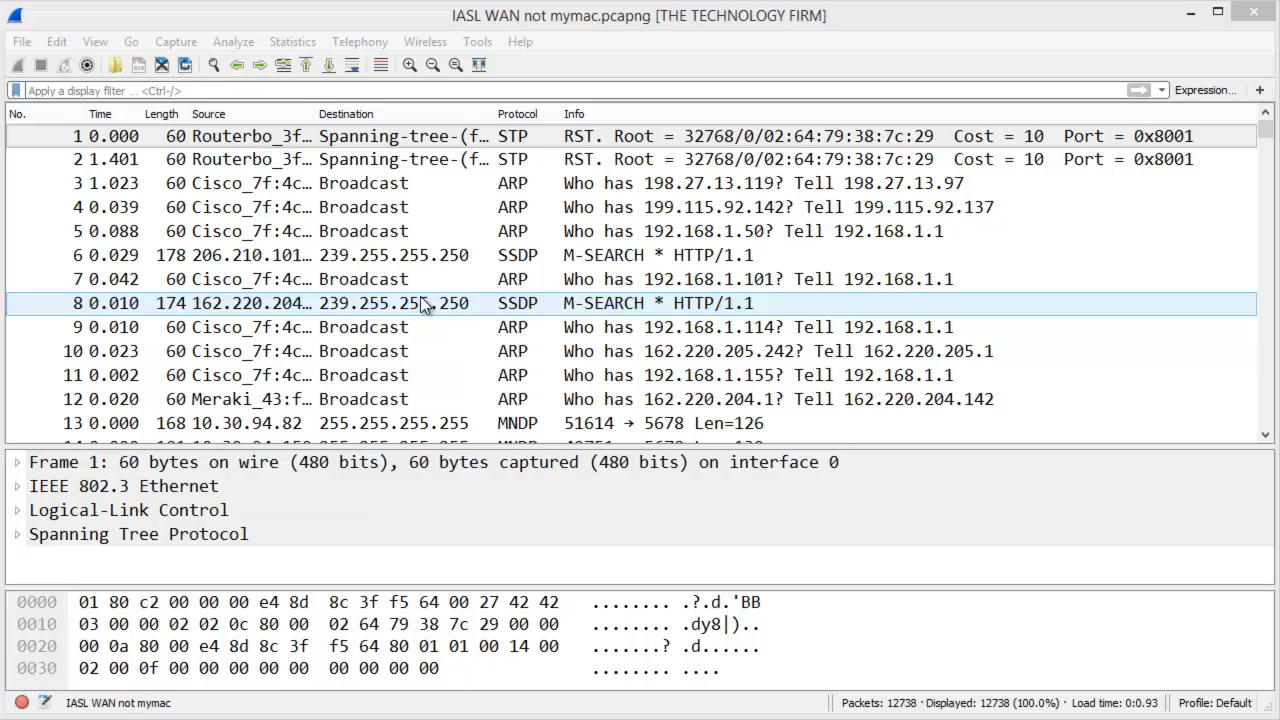 IASL WAN not mymac.pcapng [THE TECHNOLOGY FIRM]
File Edit View Go Capture Analyze Statistics Telephony Wireless Tools Help
Apply a display filter ... <Ctrl-/> Expression... +
No. Time Length Source Destination Protocol Info
1 0.000 60 Routerbo_3f... Spanning-tree-(f... STP RST. Root = 32768/0/02:64:79:38:7c:29 Cost = 10 Port = 0x8001
2 1.401 60 Routerbo_3f... Spanning-tree-(f... STP RST. Root = 32768/0/02:64:79:38:7c:29 Cost = 10 Port = 0x8001
3 1.023 60 Cisco_7f:4c... Broadcast ARP Who has 198.27.13.119? Tell 198.27.13.97
4 0.039 60 Cisco_7f:4c... Broadcast ARP Who has 199.115.92.142? Tell 199.115.92.137
5 0.088 60 Cisco_7f:4c... Broadcast ARP Who has 192.168.1.50? Tell 192.168.1.1
6 0.029 178 206.210.101... 239.255.255.250 SSDP M-SEARCH * HTTP/1.1
7 0.042 60 Cisco_7f:4c... Broadcast ARP Who has 192.168.1.101? Tell 192.168.1.1
8 0.010 174 162.220.204... 239.255.255.250 SSDP M-SEARCH * HTTP/1.1
9 0.010 60 Cisco_7f:4c... Broadcast ARP Who has 192.168.1.114? Tell 192.168.1.1
10 0.023 60 Cisco_7f:4c... Broadcast ARP Who has 162.220.205.242? Tell 162.220.205.1
11 0.002 60 Cisco_7f:4c... Broadcast ARP Who has 192.168.1.155? Tell 192.168.1.1
12 0.020 60 Meraki_43:f... Broadcast ARP Who has 162.220.204.1? Tell 162.220.204.142
13 0.000 168 10.30.94.82 255.255.255.255 MNDP 51614 → 5678 Len=126
Frame 1: 60 bytes on wire (480 bits), 60 bytes captured (480 bits) on interface 0
IEEE 802.3 Ethernet
Logical-Link Control
Spanning Tree Protocol
0000 01 80 c2 00 00 00 e4 8d 8c 3f f5 64 00 27 42 42 ........ .?.d.'BB
0010 03 00 00 02 02 0c 80 00 02 64 79 38 7c 29 00 00 ........ .dy8|)..
0020 00 0a 80 00 e4 8d 8c 3f f5 64 80 01 01 00 14 00 .......? .d......
0030 02 00 0f 00 00 00 00 00 00 00 00 00 ........ ....
IASL WAN not mymac Packets: 12738 · Displayed: 12738 (100.0%) · Load time: 0:0.93 Profile: Default